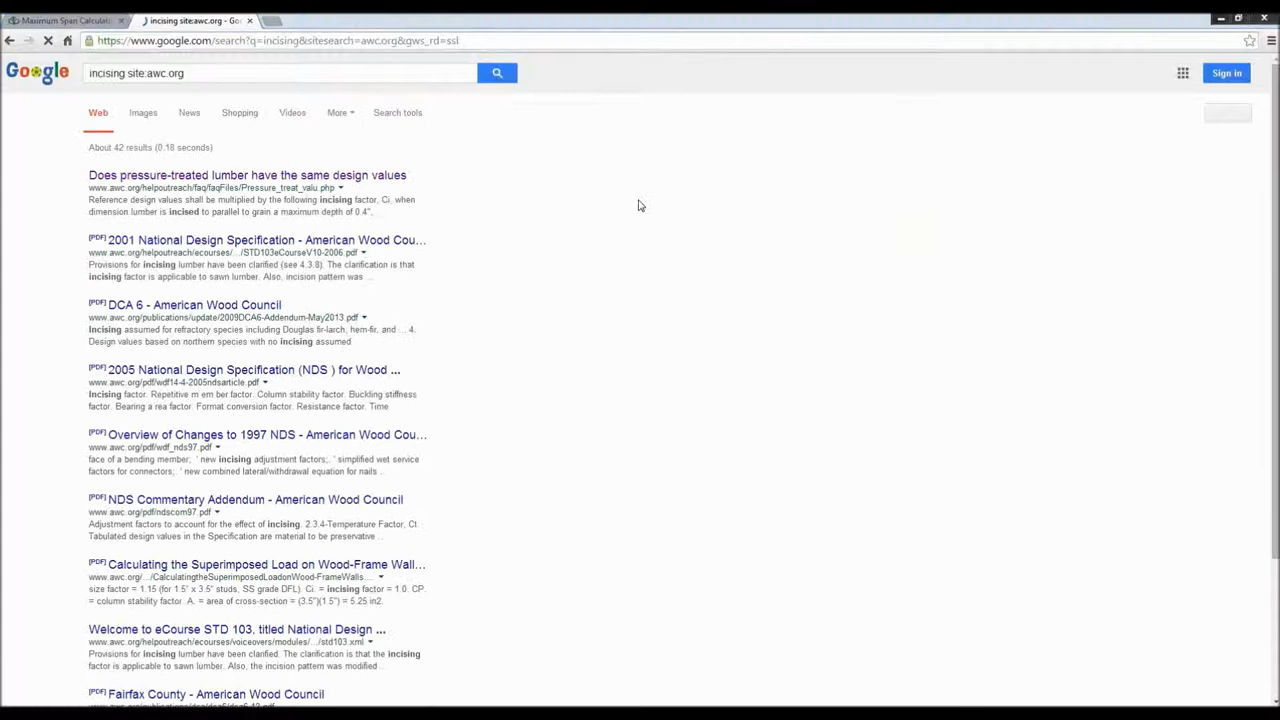 Maximum Span Calculat
incising site:awc.org - Goo
https://www.google.com/search?q=incising&sitesearch=awc.org&gws_rd=ssl
Google
incising site:awc.org
Sign in
Web Images News Shopping Videos More Search tools
About 42 results (0.18 seconds)
Does pressure-treated lumber have the same design values
www.awc.org/helpoutreach/faq/faqFiles/Pressure_treat_valu.php
Reference design values shall be multiplied by the following incising factor, Ci, when
dimension lumber is incised to parallel to grain a maximum depth of 0.4",
[PDF] 2001 National Design Specification - American Wood Cou...
www.awc.org/helpoutreach/ecourses/.../STD103eCourseV10-2006.pdf
Provisions for incising lumber have been clarified (see 4.3.8). The clarification is that
incising factor is applicable to sawn lumber. Also, incision pattern was ...
[PDF] DCA 6 - American Wood Council
www.awc.org/publications/update/2009DCA6-Addendum-May2013.pdf
Incising assumed for refractory species including Douglas fir-larch, hem-fir, and ... 4.
Design values based on northern species with no incising assumed
[PDF] 2005 National Design Specification (NDS ) for Wood ...
www.awc.org/pdf/wdf14-4-2005ndsarticle.pdf
Incising factor. Repetitive m em ber factor. Column stability factor. Buckling stiffness
factor. Bearing a rea factor. Format conversion factor. Resistance factor. Time
[PDF] Overview of Changes to 1997 NDS - American Wood Cou...
www.awc.org/pdf/wdf_nds97.pdf
face of a bending member; ' new incising adjustment factors;. ' simplified wet service
factors for connectors;. ' new combined lateral/withdrawal equation for nails ..
[PDF] NDS Commentary Addendum - American Wood Council
www.awc.org/pdf/ndscom97.pdf
Adjustment factors to account for the effect of incising. 2.3.4-Temperature Factor, Ct.
Tabulated design values in the Specification are material to be preservative ..
[PDF] Calculating the Superimposed Load on Wood-Frame Wall...
www.awc.org/.../CalculatingtheSuperimposedLoadonWood-FrameWalls....
size factor = 1.15 (for 1.5" x 3.5" studs, SS grade DFL). Ci. = incising factor = 1.0. CP.
= column stability factor. A. = area of cross-section = (3.5")(1.5") = 5.25 in2.
Welcome to eCourse STD 103, titled National Design ...
www.awc.org/helpoutreach/ecourses/voiceovers/modules/.../std103.xml
Provisions for incising lumber have been clarified. The clarification is that the incising
factor is applicable to sawn lumber. Also, the incision pattern was modified ..
[PDF] Fairfax County - American Wood Council